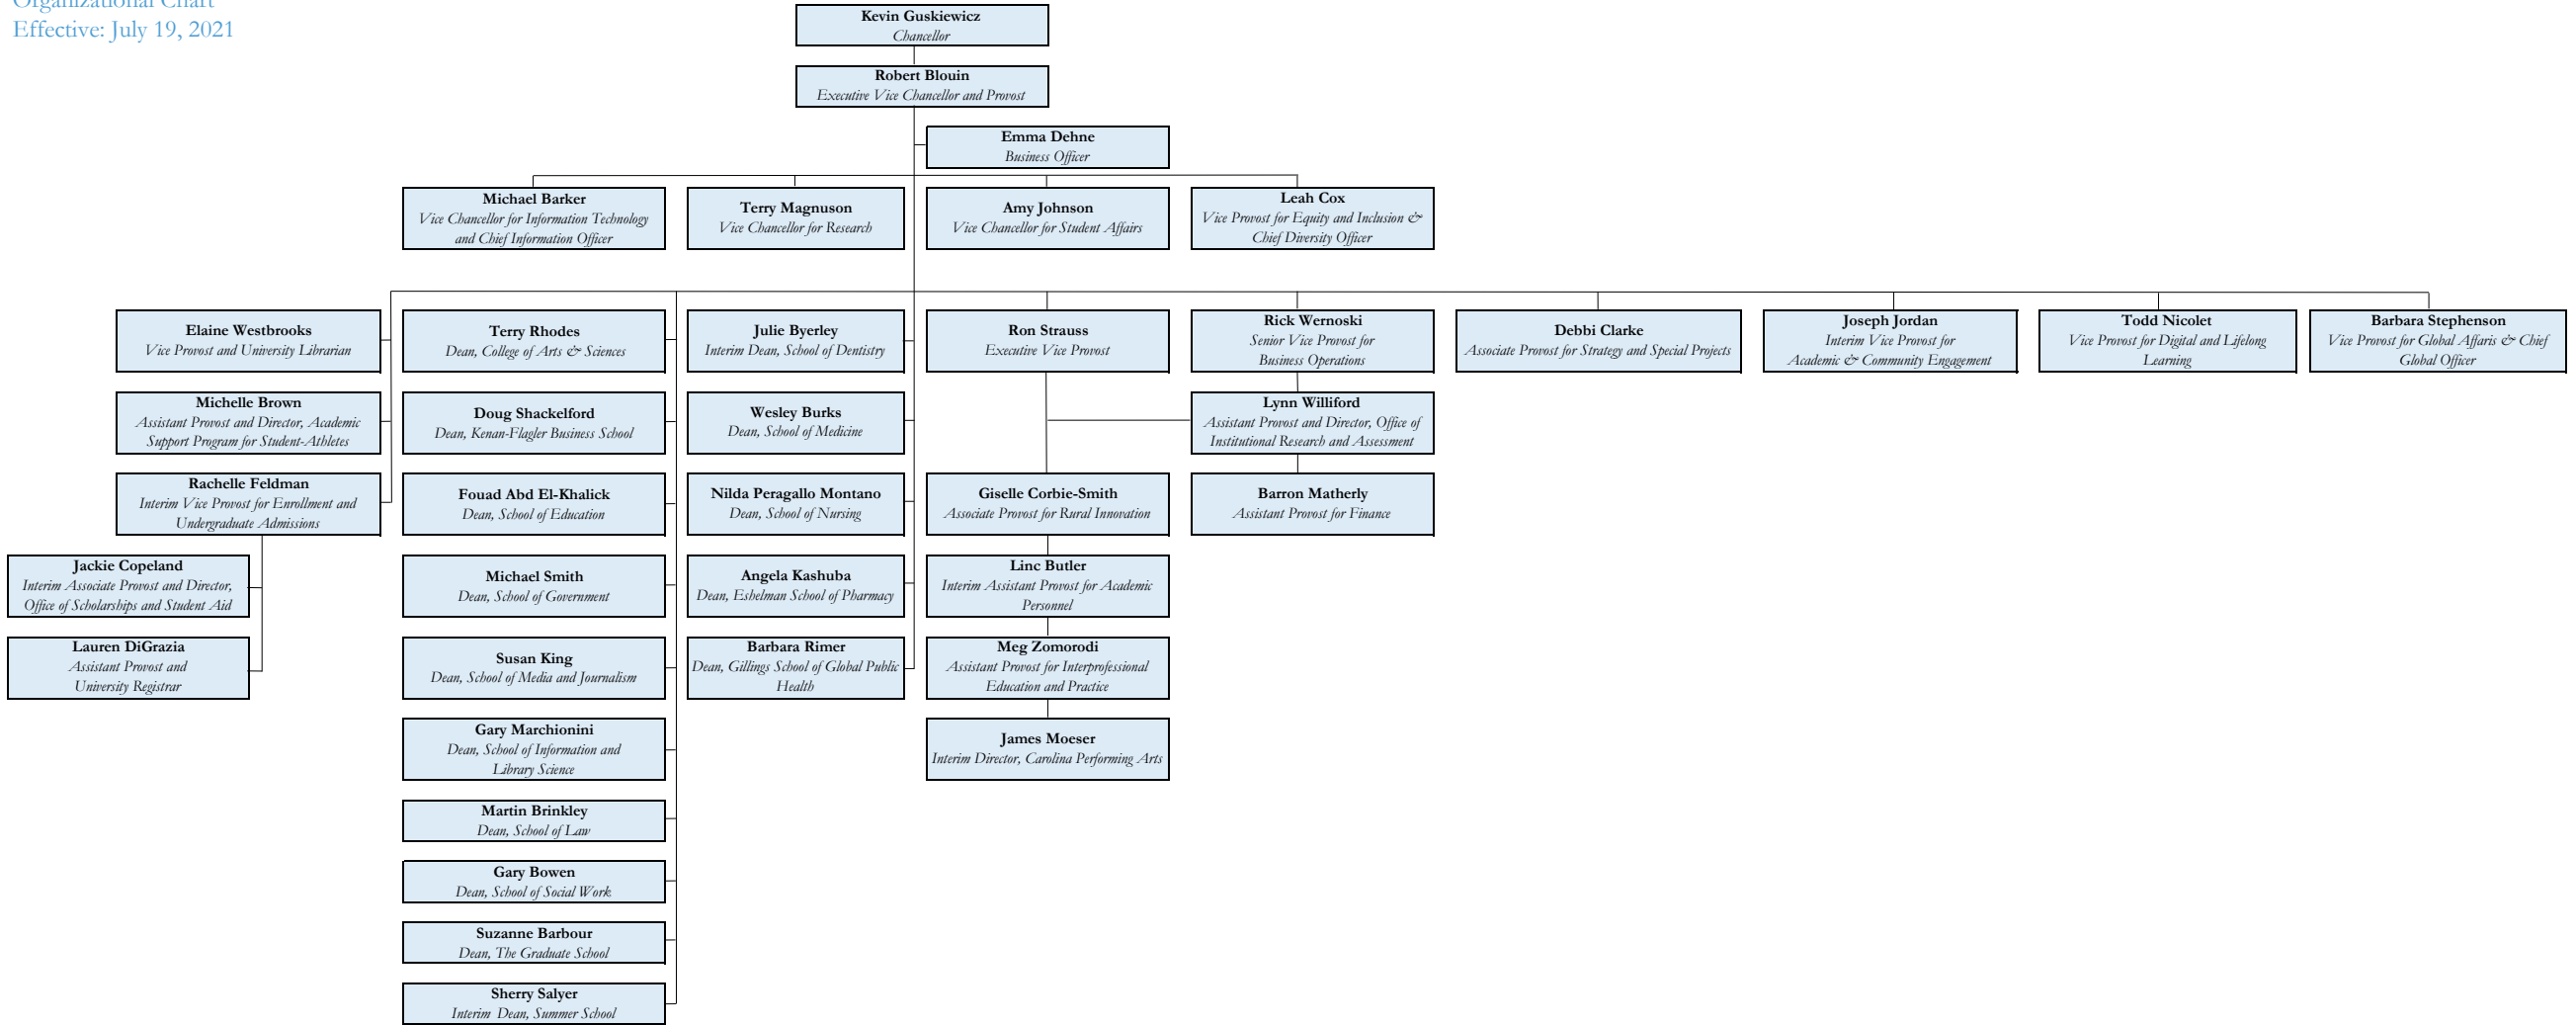 Organizational Chart
Effective: July 19, 2021
Kevin Guskiewicz
Chancellor
Robert Blouin
Executive Vice Chancellor and Provost
Emma Dehne
Business Officer
Michael Barker
Vice Chancellor for Information Technology
and Chief Information Officer
Terry Magnuson
Vice Chancellor for Research
Amy Johnson
Vice Chancellor for Student Affairs
Leah Cox
Vice Provost for Equity and Inclusion &
Chief Diversity Officer
Elaine Westbrooks
Vice Provost and University Librarian
Terry Rhodes
Dean, College of Arts & Sciences
Julie Byerley
Interim Dean, School of Dentistry
Ron Strauss
Executive Vice Provost
Rick Wernoski
Senior Vice Provost for
Business Operations
Debbi Clarke
Associate Provost for Strategy and Special Projects
Joseph Jordan
Interim Vice Provost for
Academic & Community Engagement
Todd Nicolet
Vice Provost for Digital and Lifelong
Learning
Barbara Stephenson
Vice Provost for Global Affaris & Chief
Global Officer
Michelle Brown
Assistant Provost and Director, Academic
Support Program for Student-Athletes
Doug Shackelford
Dean, Kenan-Flagler Business School
Wesley Burks
Dean, School of Medicine
Lynn Williford
Assistant Provost and Director, Office of
Institutional Research and Assessment
Rachelle Feldman
Interim Vice Provost for Enrollment and
Undergraduate Admissions
Fouad Abd El-Khalick
Dean, School of Education
Nilda Peragallo Montano
Dean, School of Nursing
Giselle Corbie-Smith
Associate Provost for Rural Innovation
Barron Matherly
Assistant Provost for Finance
Jackie Copeland
Interim Associate Provost and Director,
Office of Scholarships and Student Aid
Michael Smith
Dean, School of Government
Angela Kashuba
Dean, Eshelman School of Pharmacy
Linc Butler
Interim Assistant Provost for Academic
Personnel
Lauren DiGrazia
Assistant Provost and
University Registrar
Susan King
Dean, School of Media and Journalism
Barbara Rimer
Dean, Gillings School of Global Public
Health
Meg Zomorodi
Assistant Provost for Interprofessional
Education and Practice
Gary Marchionini
Dean, School of Information and
Library Science
James Moeser
Interim Director, Carolina Performing Arts
Martin Brinkley
Dean, School of Law
Gary Bowen
Dean, School of Social Work
Suzanne Barbour
Dean, The Graduate School
Sherry Salyer
Interim Dean, Summer School